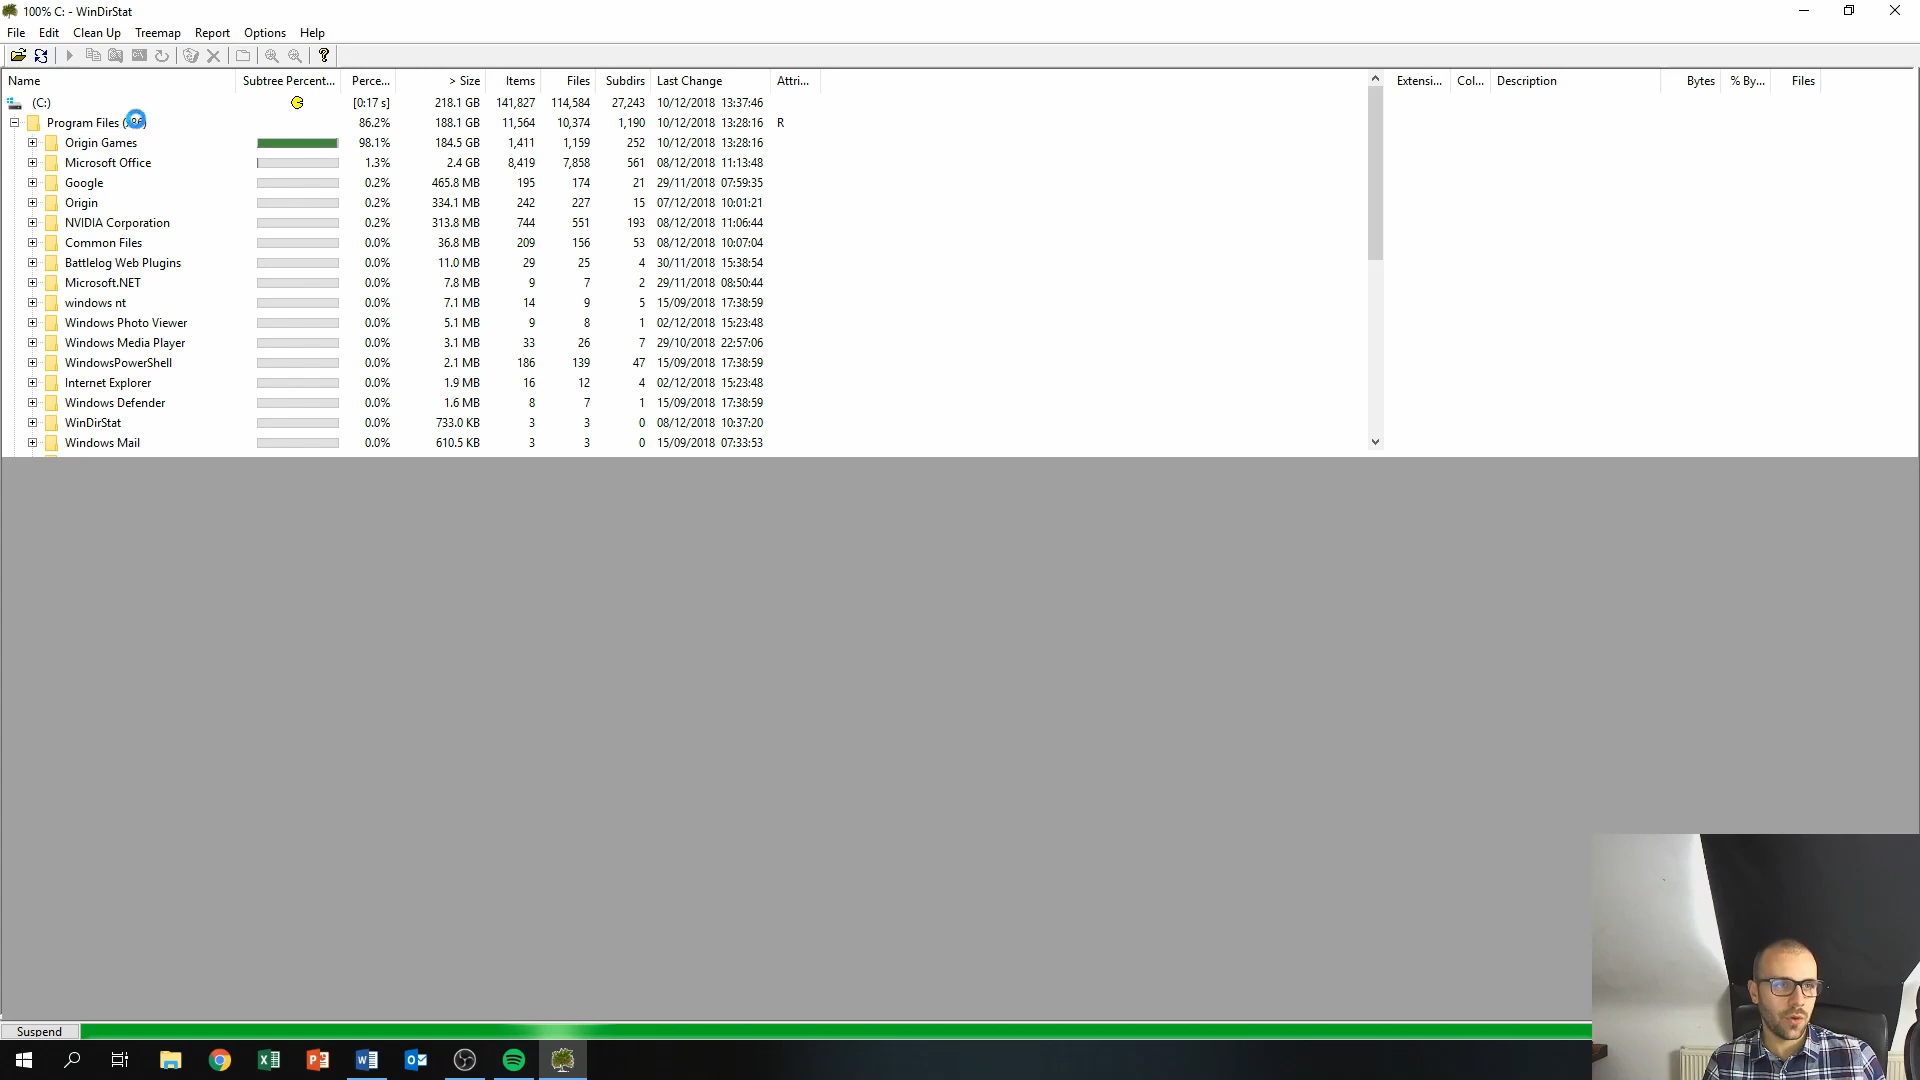 100% C: - WinDirStat
File Edit Clean Up Treemap Report Options Help
Name Subtree Percent... Perce... > Size Items Files Subdirs Last Change Attri...
(C:) [0:17 s] 218.1 GB 141,827 114,584 27,243 10/12/2018 13:37:46
Program Files (x86) 86.2% 188.1 GB 11,564 10,374 1,190 10/12/2018 13:28:16 R
Origin Games 98.1% 184.5 GB 1,411 1,159 252 10/12/2018 13:28:16
Microsoft Office 1.3% 2.4 GB 8,419 7,858 561 08/12/2018 11:13:48
Google 0.2% 465.8 MB 195 174 21 29/11/2018 07:59:35
Origin 0.2% 334.1 MB 242 227 15 07/12/2018 10:01:21
NVIDIA Corporation 0.2% 313.8 MB 744 551 193 08/12/2018 11:06:44
Common Files 0.0% 36.8 MB 209 156 53 08/12/2018 10:07:04
Battlelog Web Plugins 0.0% 11.0 MB 29 25 4 30/11/2018 15:38:54
Microsoft.NET 0.0% 7.8 MB 9 7 2 29/11/2018 08:50:44
windows nt 0.0% 7.1 MB 14 9 5 15/09/2018 17:38:59
Windows Photo Viewer 0.0% 5.1 MB 9 8 1 02/12/2018 15:23:48
Windows Media Player 0.0% 3.1 MB 33 26 7 29/10/2018 22:57:06
WindowsPowerShell 0.0% 2.1 MB 186 139 47 15/09/2018 17:38:59
Internet Explorer 0.0% 1.9 MB 16 12 4 02/12/2018 15:23:48
Windows Defender 0.0% 1.6 MB 8 7 1 15/09/2018 17:38:59
WinDirStat 0.0% 733.0 KB 3 3 0 08/12/2018 10:37:20
Windows Mail 0.0% 610.5 KB 3 3 0 15/09/2018 07:33:53
Extensi... Col... Description Bytes % By... Files
Suspend